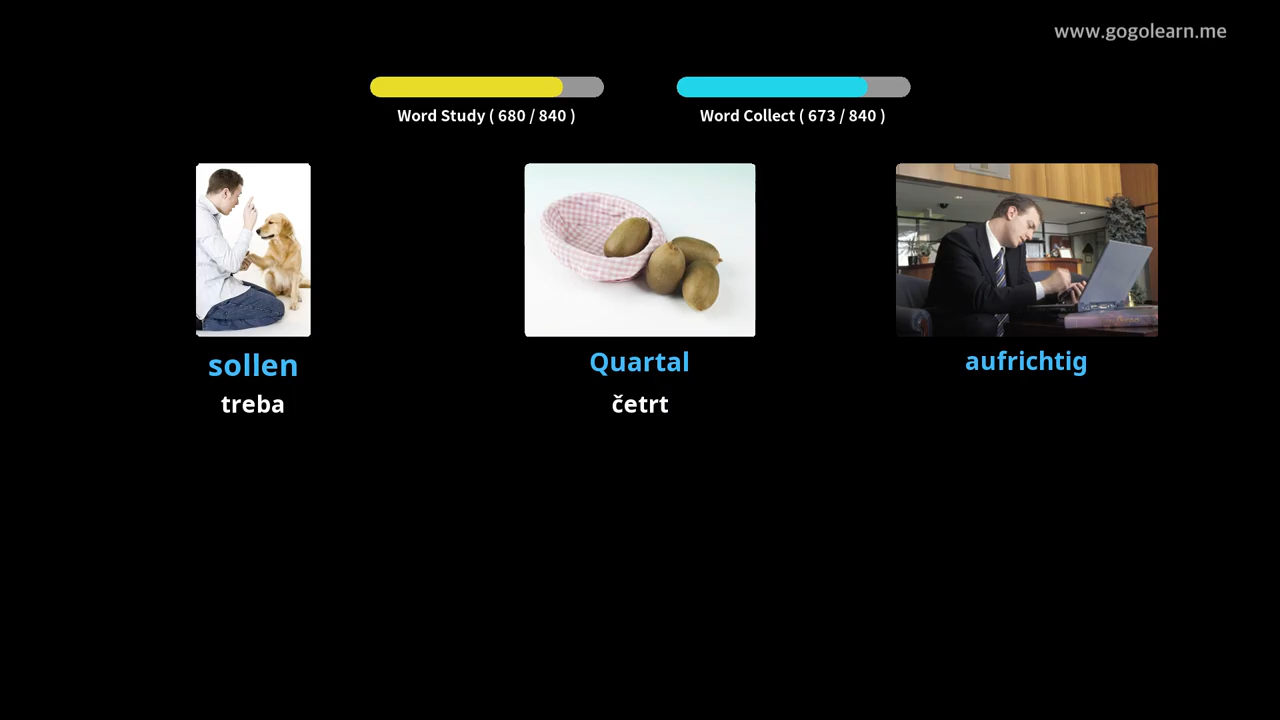 www.gogolearn.me
Word Study ( 680 / 840 )
Word Collect ( 673 / 840 )
sollen
treba
Quartal
četrt
aufrichtig